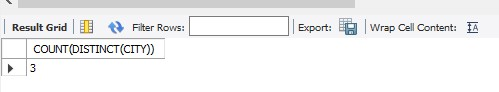 Result Grid Filter Rows: Export: Wrap Cell Content:
COUNT(DISTINCT(CITY))
3